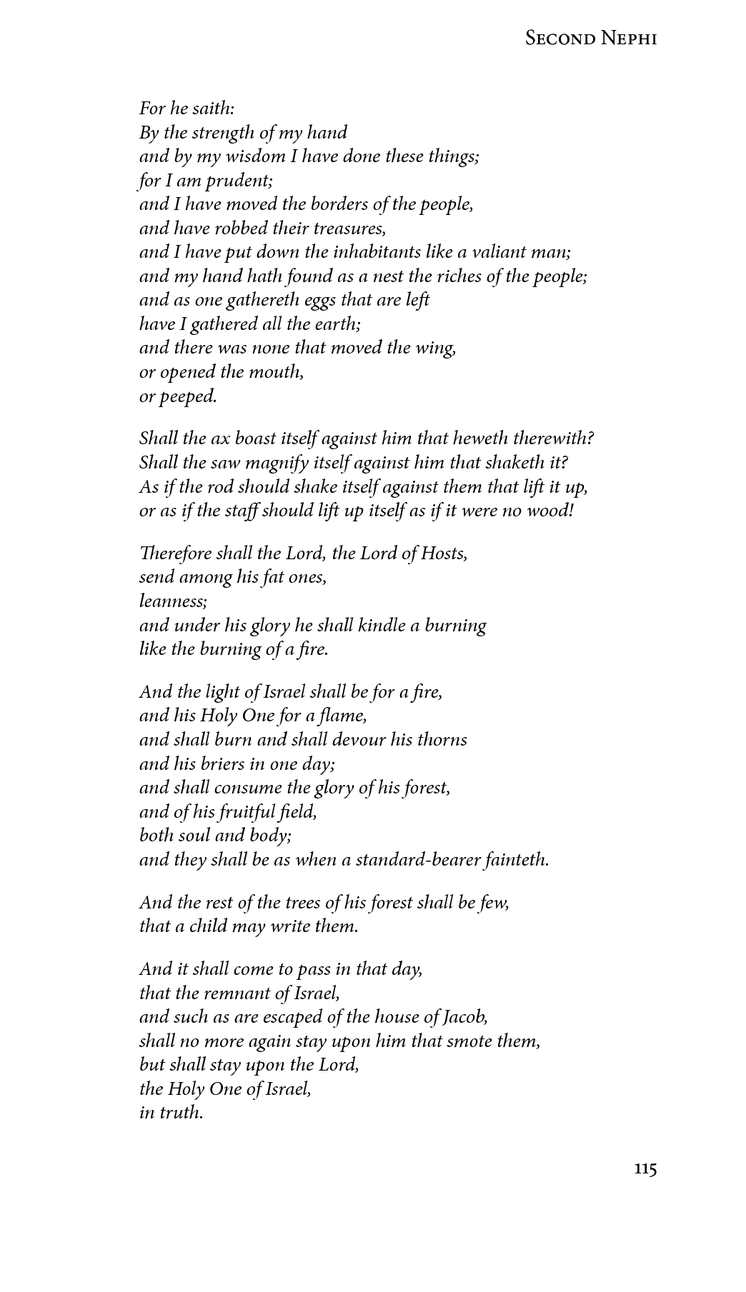 Second Nephi
For he saith:
By the strength of my hand
and by my wisdom I have done these things;
for I am prudent;
and I have moved the borders of the people,
and have robbed their treasures,
and I have put down the inhabitants like a valiant man;
and my hand hath found as a nest the riches of the people;
and as one gathereth eggs that are left
have I gathered all the earth;
and there was none that moved the wing,
or opened the mouth,
or peeped.
Shall the ax boast itself against him that heweth therewith?
Shall the saw magnify itself against him that shaketh it?
As if the rod should shake itself against them that lift it up,
or as if the staff should lift up itself as if it were no wood!
Therefore shall the Lord, the Lord of Hosts,
send among his fat ones,
leanness;
and under his glory he shall kindle a burning
like the burning of a fire.
And the light of Israel shall be for a fire,
and his Holy One for a flame,
and shall burn and shall devour his thorns
and his briers in one day;
and shall consume the glory of his forest,
and of his fruitful field,
both soul and body;
and they shall be as when a standard-bearer fainteth.
And the rest of the trees of his forest shall be few,
that a child may write them.
And it shall come to pass in that day,
that the remnant of Israel,
and such as are escaped of the house of Jacob,
shall no more again stay upon him that smote them,
but shall stay upon the Lord,
the Holy One of Israel,
in truth.
115